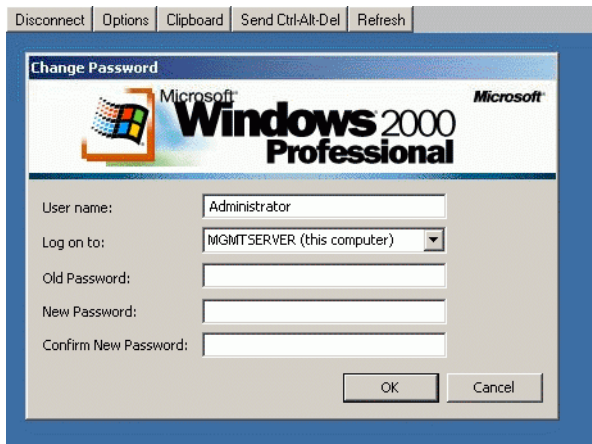 Disconnect Options Clipboard Send Ctrl-Alt-Del Refresh
Change Password
Microsoft Microsoft
Windows 2000
Professional
User name: Administrator
Log on to: MGMTSERVER (this computer)
Old Password:
New Password:
Confirm New Password:
OK Cancel